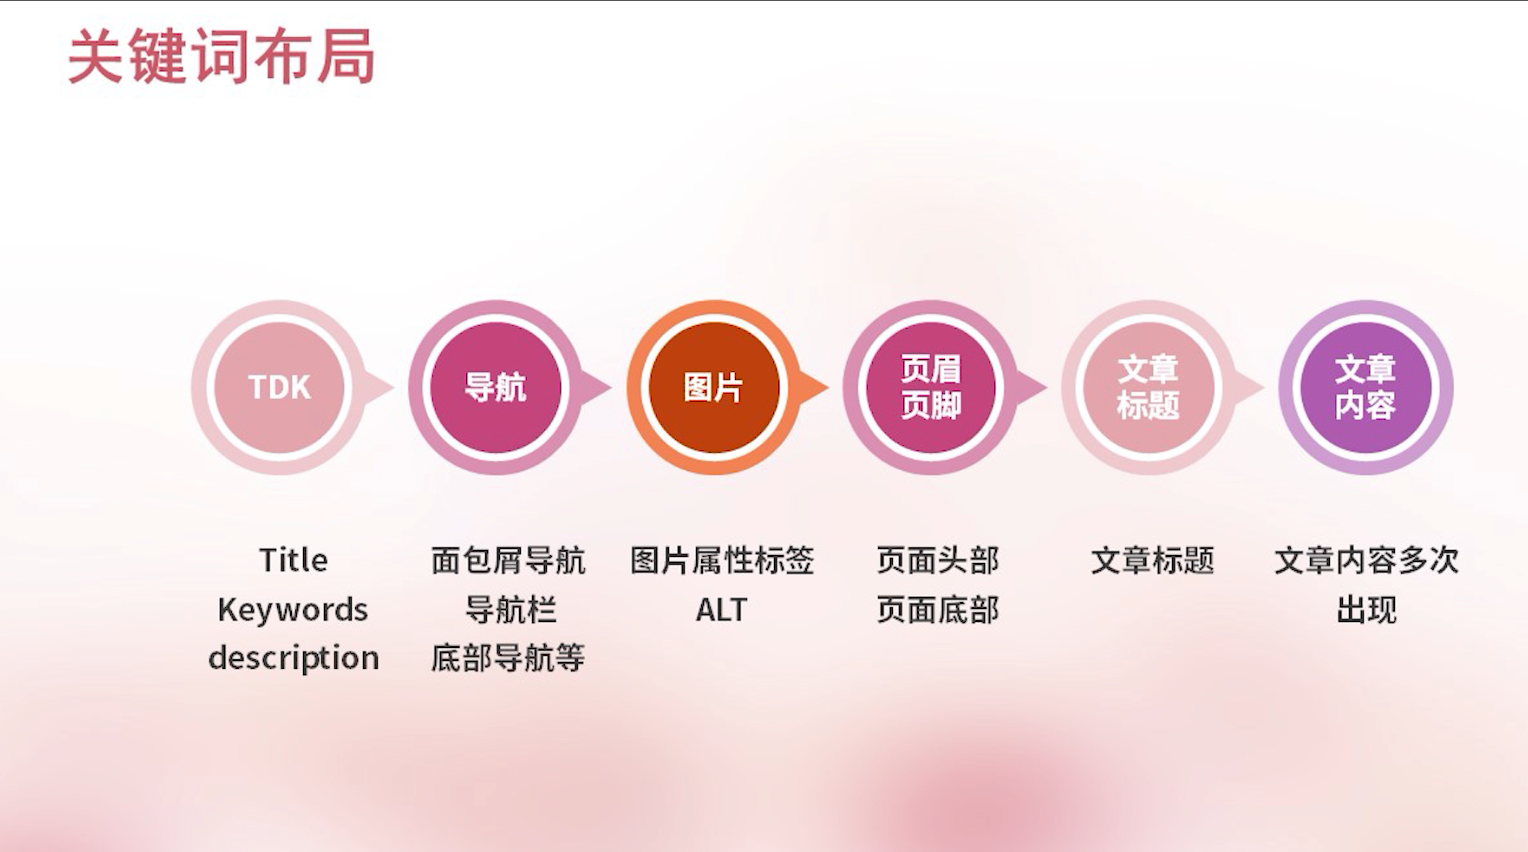 关键词布局
TDK
导航
图片
页眉
页脚
文章
标题
文章
内容
Title
Keywords
description
面包屑导航
导航栏
底部导航等
图片属性标签
ALT
页面头部
页面底部
文章标题
文章内容多次
出现